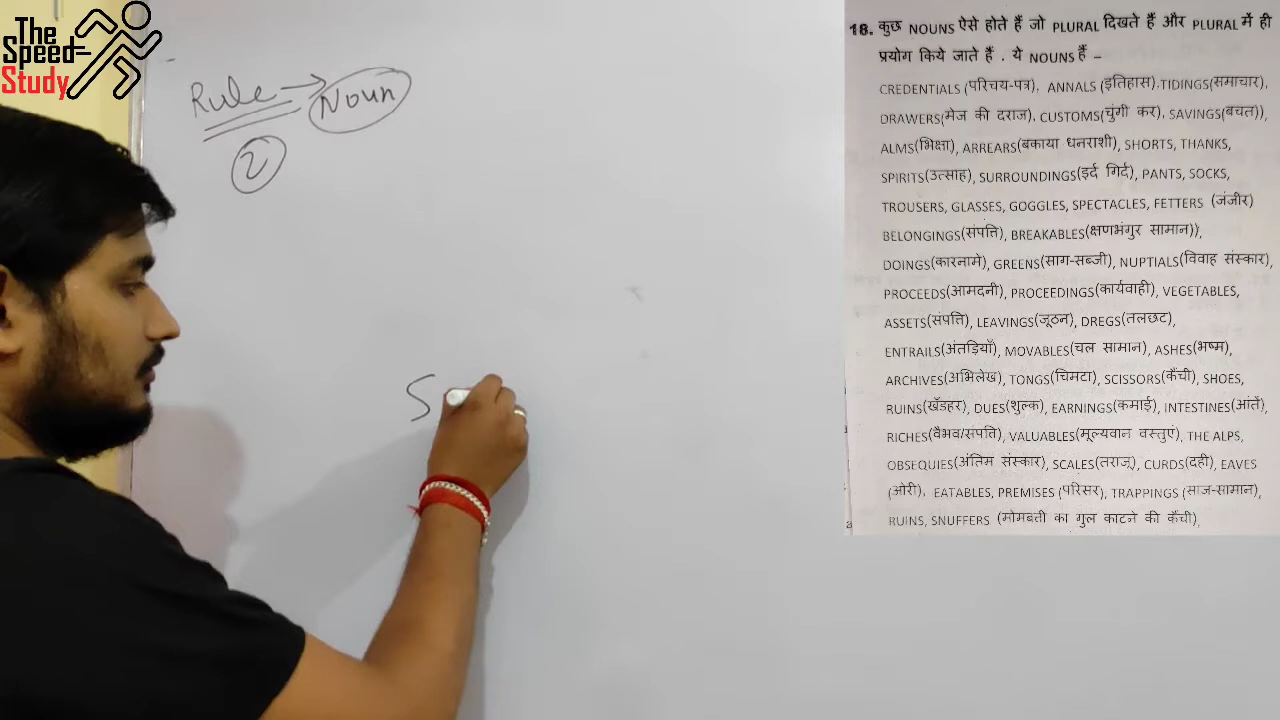 The
Speed
Study
Rule → Noun
2
S
18. कुछ NOUNS ऐसे होते हैं जो PLURAL दिखते हैं और PLURAL में ही
प्रयोग किये जाते हैं . ये NOUNS हैं –
CREDENTIALS (परिचय-पत्र), ANNALS (इतिहास).TIDINGS(समाचार),
DRAWERS(मेज की दराज), CUSTOMS(चुंगी कर), SAVINGS(बचत)),
ALMS(भिक्षा), ARREARS(बकाया धनराशी), SHORTS, THANKS,
SPIRITS(उत्साह), SURROUNDINGS(इर्द गिर्द), PANTS, SOCKS,
TROUSERS, GLASSES, GOGGLES, SPECTACLES, FETTERS (जंजीर)
BELONGINGS(संपत्ति), BREAKABLES(क्षणभंगुर सामान)),
DOINGS(कारनामें), GREENS(साग-सब्जी), NUPTIALS(विवाह संस्कार),
PROCEEDS(आमदनी), PROCEEDINGS(कार्यवाही), VEGETABLES,
ASSETS(संपति), LEAVINGS(जूठन), DREGS(तलछट),
ENTRAILS(अंतड़ियाँ), MOVABLES(चल सामान), ASHES(भष्म),
ARCHIVES(अभिलेख), TONGS(चिमटा), SCISSORS(कैंची), SHOES,
RUINS(खँडहर), DUES(शुल्क), EARNINGS(कमाई), INTESTINES(आंतें),
RICHES(वैभव/संपति), VALUABLES(मूल्यवान वस्तुएं), THE ALPS,
OBSEQUIES(अंतिम संस्कार), SCALES(तराजू), CURDS(दही), EAVES
(ओरी), EATABLES, PREMISES (परिसर), TRAPPINGS (साज-सामान),
RUINS, SNUFFERS (मोमबती का गुल काटने की कैंची),